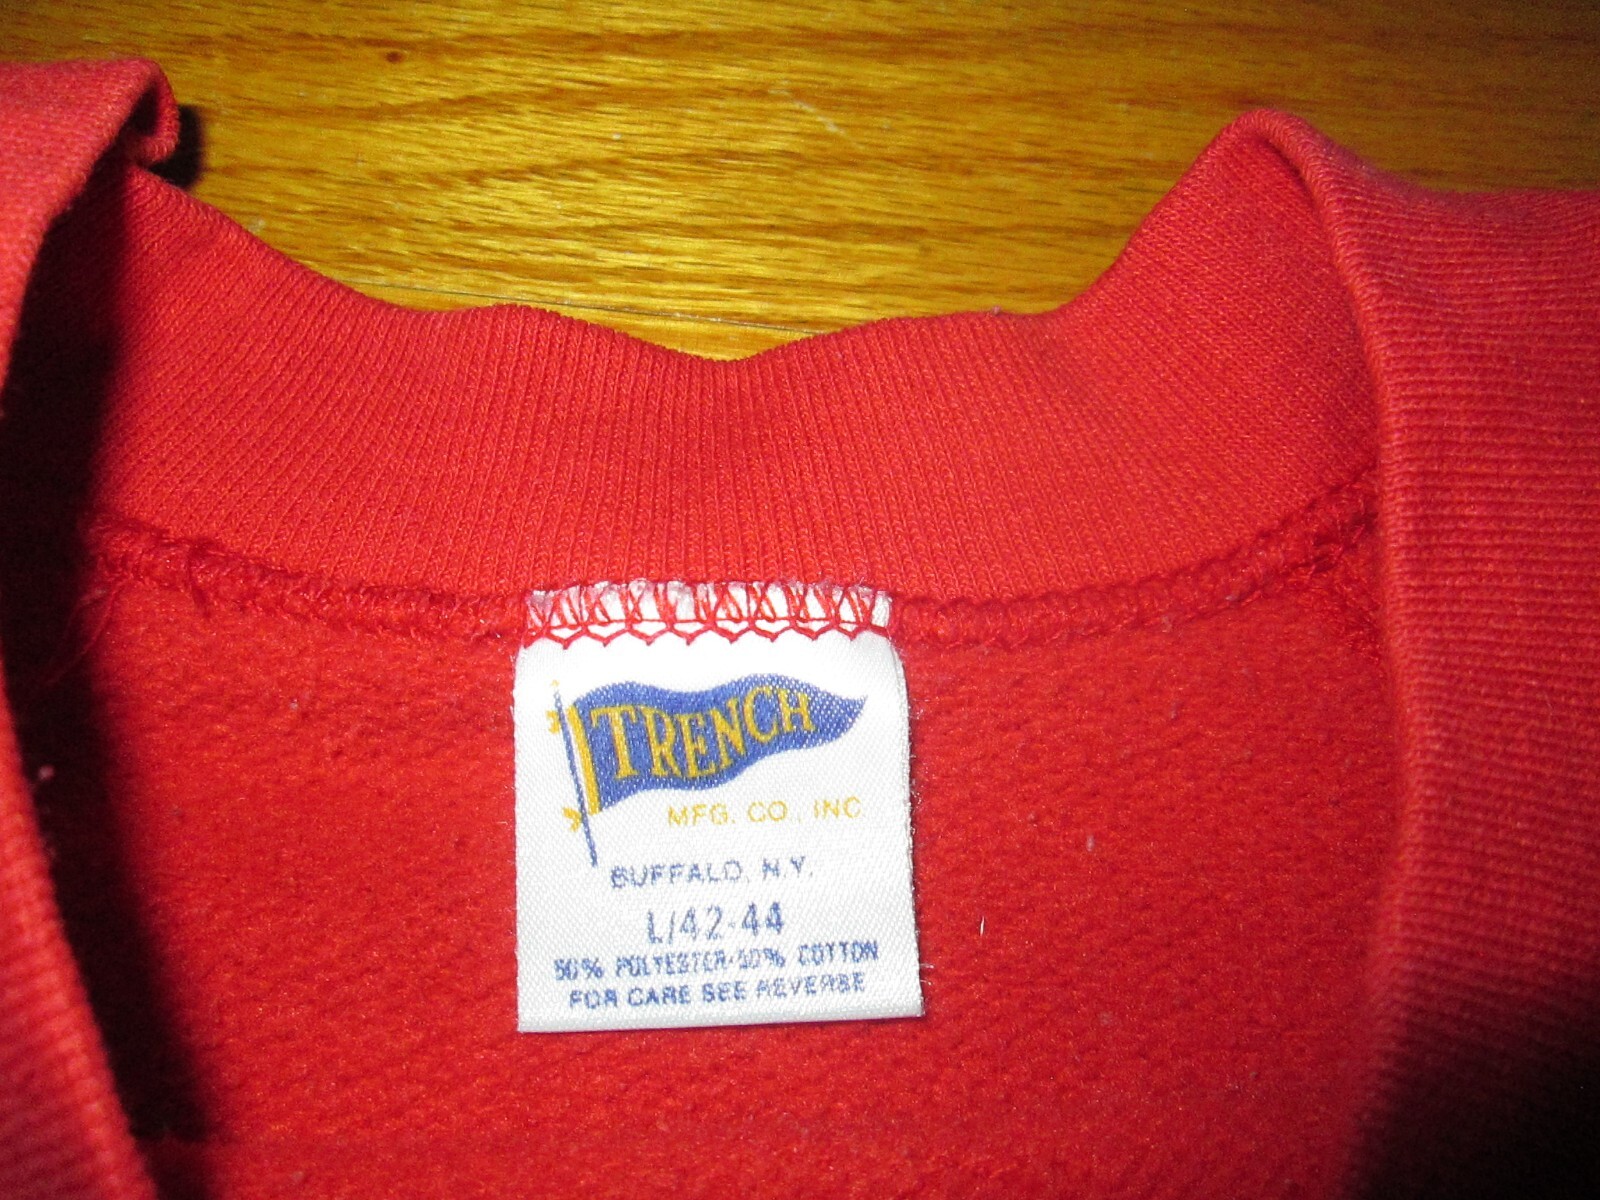 TRENCH
MFG. CO., INC
BUFFALO, N.Y.
L/42-44
50% POLYESTER-50% COTTON
FOR CARE SEE REVERSE